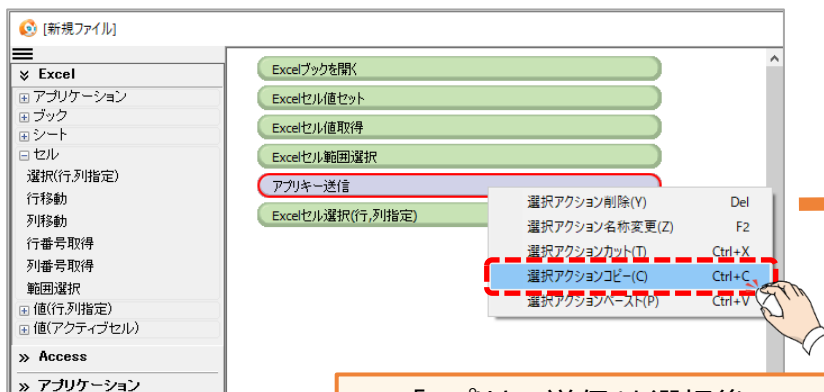 [新規ファイル]
Excel
アプリケーション
ブック
シート
セル
選択(行,列指定)
行移動
列移動
行番号取得
列番号取得
範囲選択
値(行,列指定)
値(アクティブセル)
» Access
» アプリケーション
Excelブックを開く
Excelセル値セット
Excelセル値取得
Excelセル範囲選択
アプリキー送信
Excelセル選択(行,列指定)
選択アクション削除(Y) Del
選択アクション名称変更(Z) F2
選択アクションカット(T) Ctrl+X
選択アクションコピー(C) Ctrl+C
選択アクションペースト(P) Ctrl+V